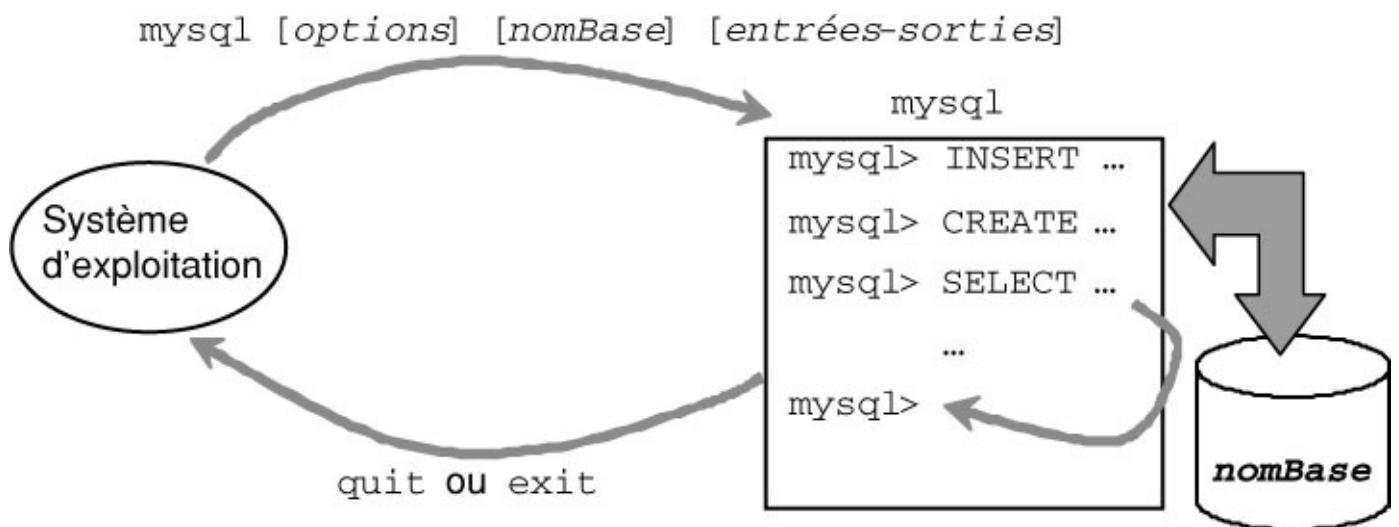 mysql [options] [nomBase] [entrées-sorties]
mysql
mysql> INSERT …
mysql> CREATE …
mysql> SELECT …
…
mysql>
Système
d'exploitation
quit ou exit
nomBase